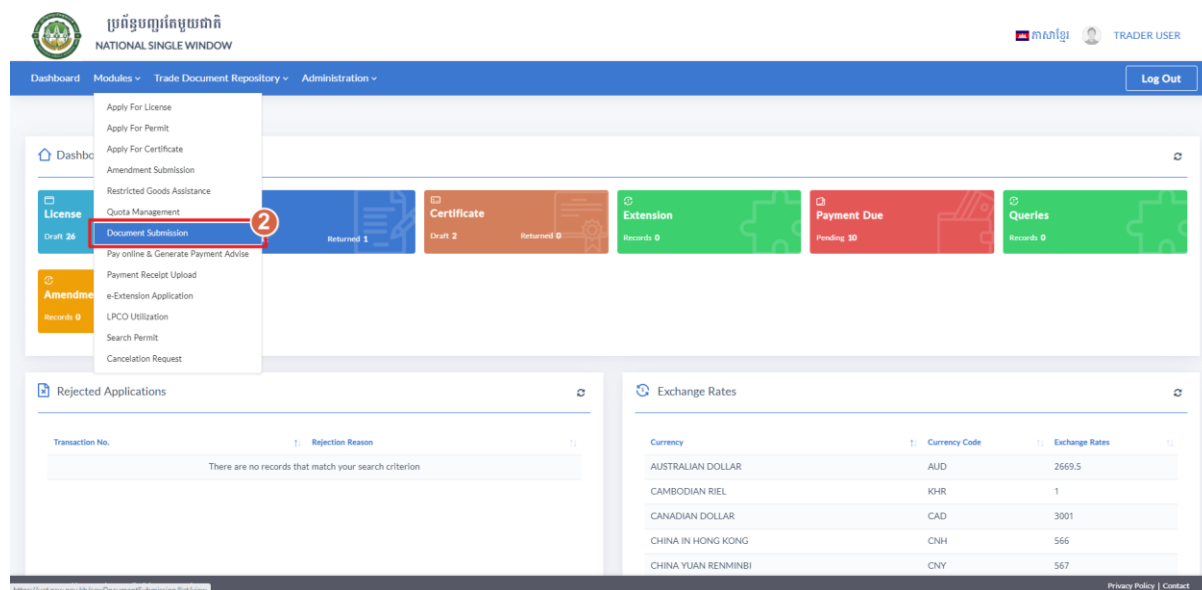 ប្រព័ន្ធបញ្ជរតែមួយជាតិ
NATIONAL SINGLE WINDOW
ភាសាខ្មែរ TRADER USER
Dashboard Modules Trade Document Repository Administration Log Out
Apply For License
Apply For Permit
Apply For Certificate
Amendment Submission
Restricted Goods Assistance
Quota Management
Document Submission
Pay online & Generate Payment Advise
Payment Receipt Upload
e-Extension Application
LPCO Utilization
Search Permit
Cancelation Request
2
Dashbo
License
Draft 26
Returned 1
Certificate
Draft 2 Returned 0
Extension
Records 0
Payment Due
Pending 10
Queries
Records 0
Amendme
Records 0
Rejected Applications
Transaction No. Rejection Reason
There are no records that match your search criterion
Exchange Rates
Currency Currency Code Exchange Rates
AUSTRALIAN DOLLAR AUD 2669.5
CAMBODIAN RIEL KHR 1
CANADIAN DOLLAR CAD 3001
CHINA IN HONG KONG CNH 566
CHINA YUAN RENMINBI CNY 567
Privacy Policy | Contact